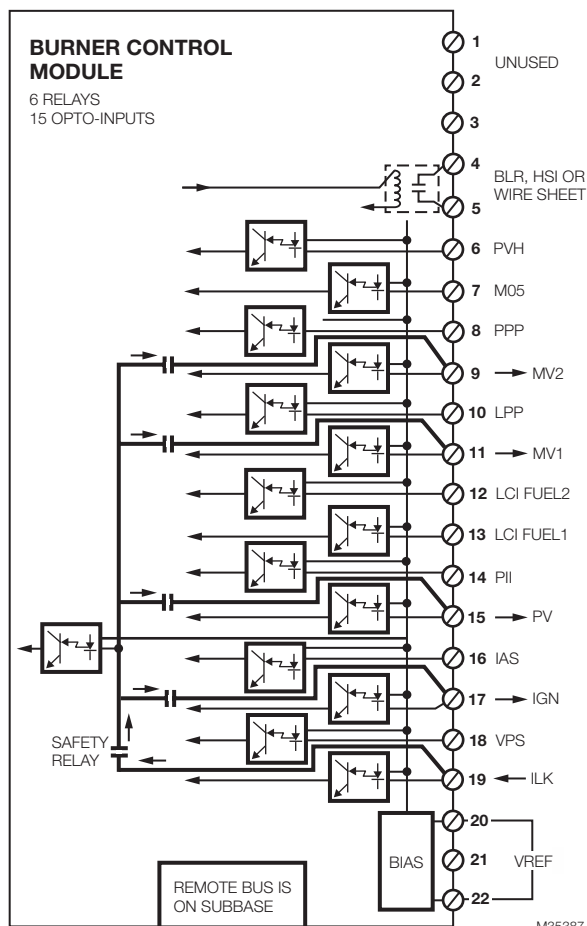 BURNER CONTROL
MODULE
6 RELAYS
15 OPTO-INPUTS
1
UNUSED
2
3
4
BLR, HSI OR
WIRE SHEET
5
6 PVH
7 M05
8 PPP
9 MV2
10 LPP
11 MV1
12 LCI FUEL2
13 LCI FUEL1
14 PII
15 PV
16 IAS
17 IGN
SAFETY
RELAY
18 VPS
19 ILK
20
BIAS
21 VREF
22
REMOTE BUS IS
ON SUBBASE
M35387